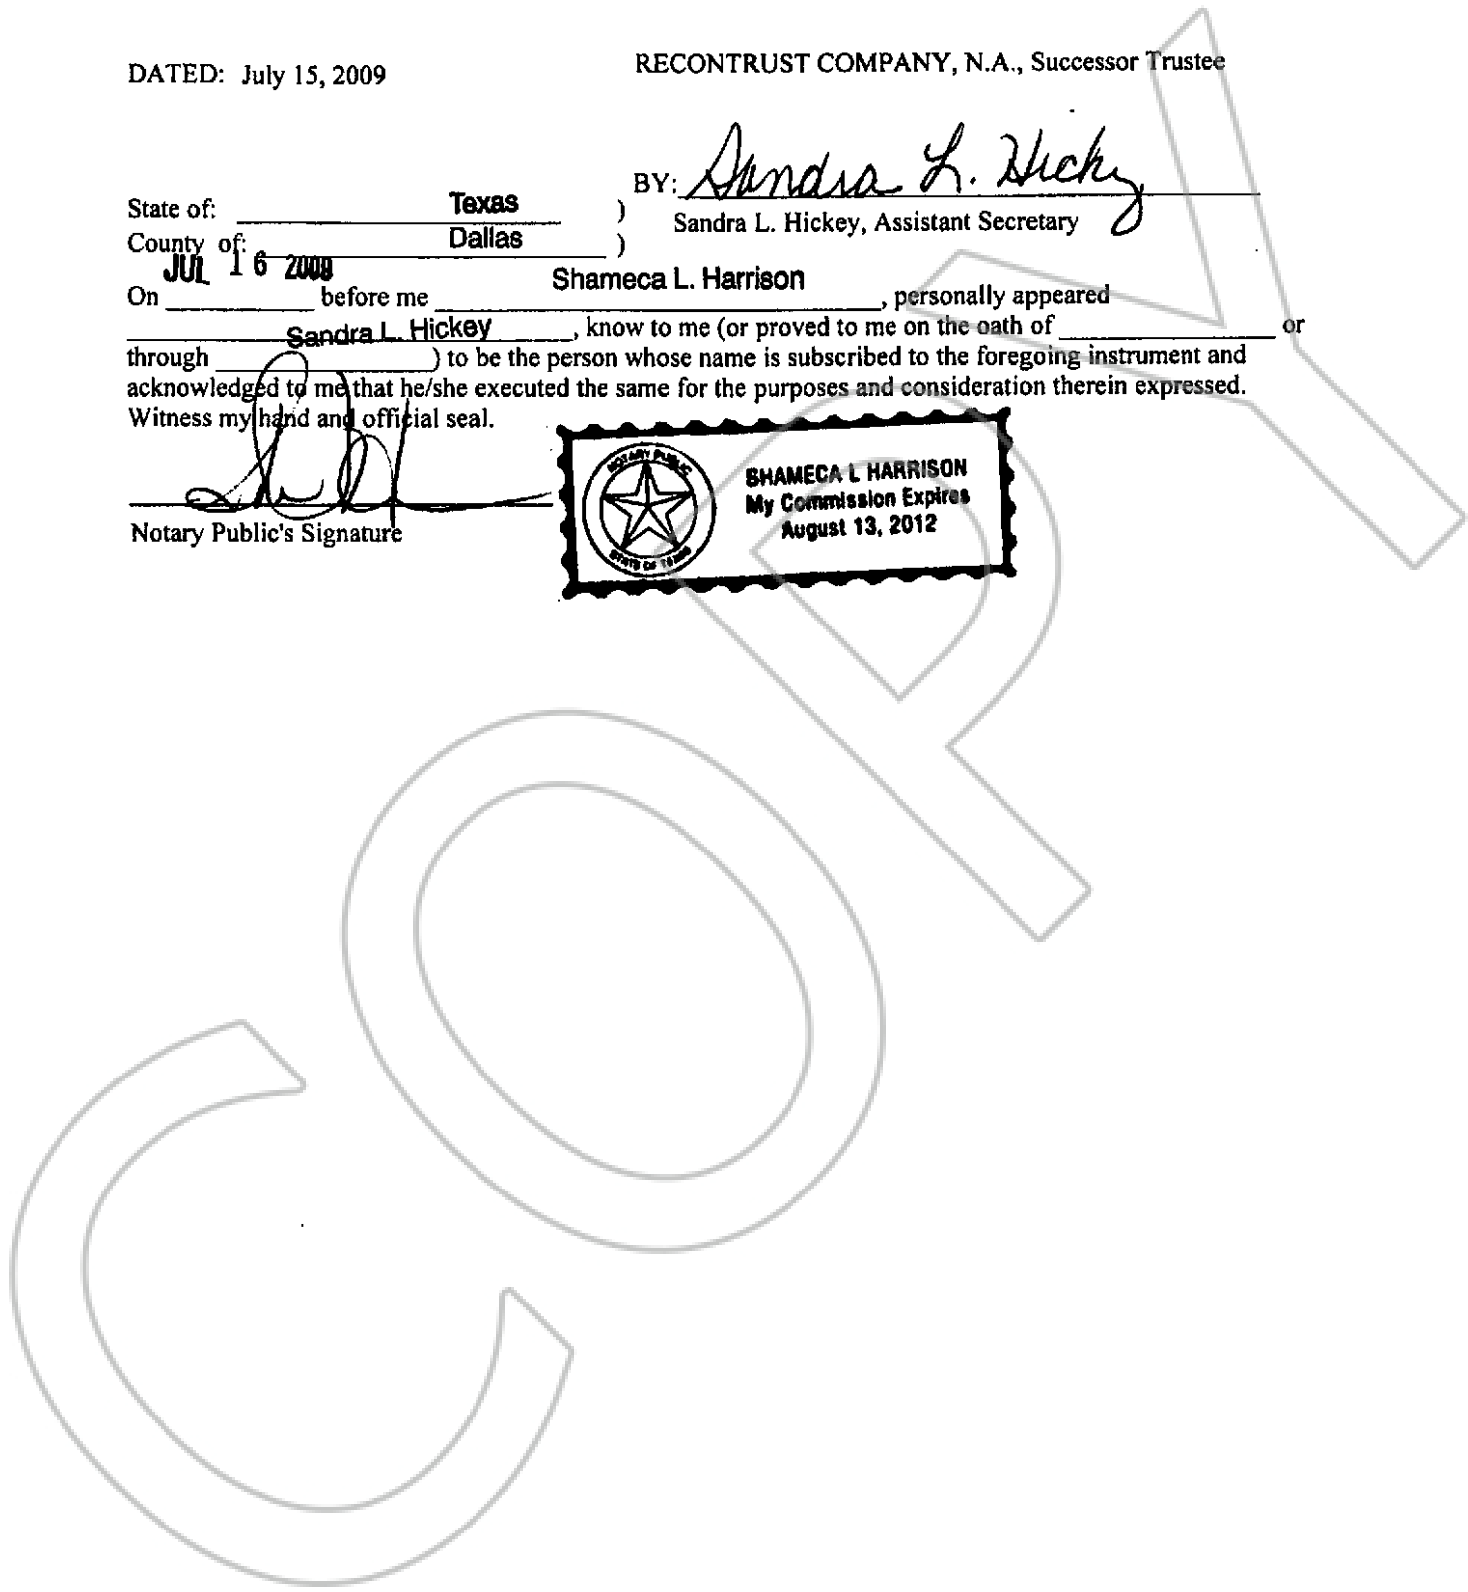 DATED: July 15, 2009
RECONTRUST COMPANY, N.A., Successor Trustee
BY: Sandra L. Hickey
Sandra L. Hickey, Assistant Secretary
State of: Texas )
County of: Dallas )
On JUL 16 2009 before me Shameca L. Harrison, personally appeared
Sandra L. Hickey, know to me (or proved to me on the oath of or
through ) to be the person whose name is subscribed to the foregoing instrument and
acknowledged to me that he/she executed the same for the purposes and consideration therein expressed.
Witness my hand and official seal.
Notary Public's Signature
NOTARY PUBLIC
STATE OF TEXAS
SHAMECA L HARRISON
My Commission Expires
August 13, 2012
COPY